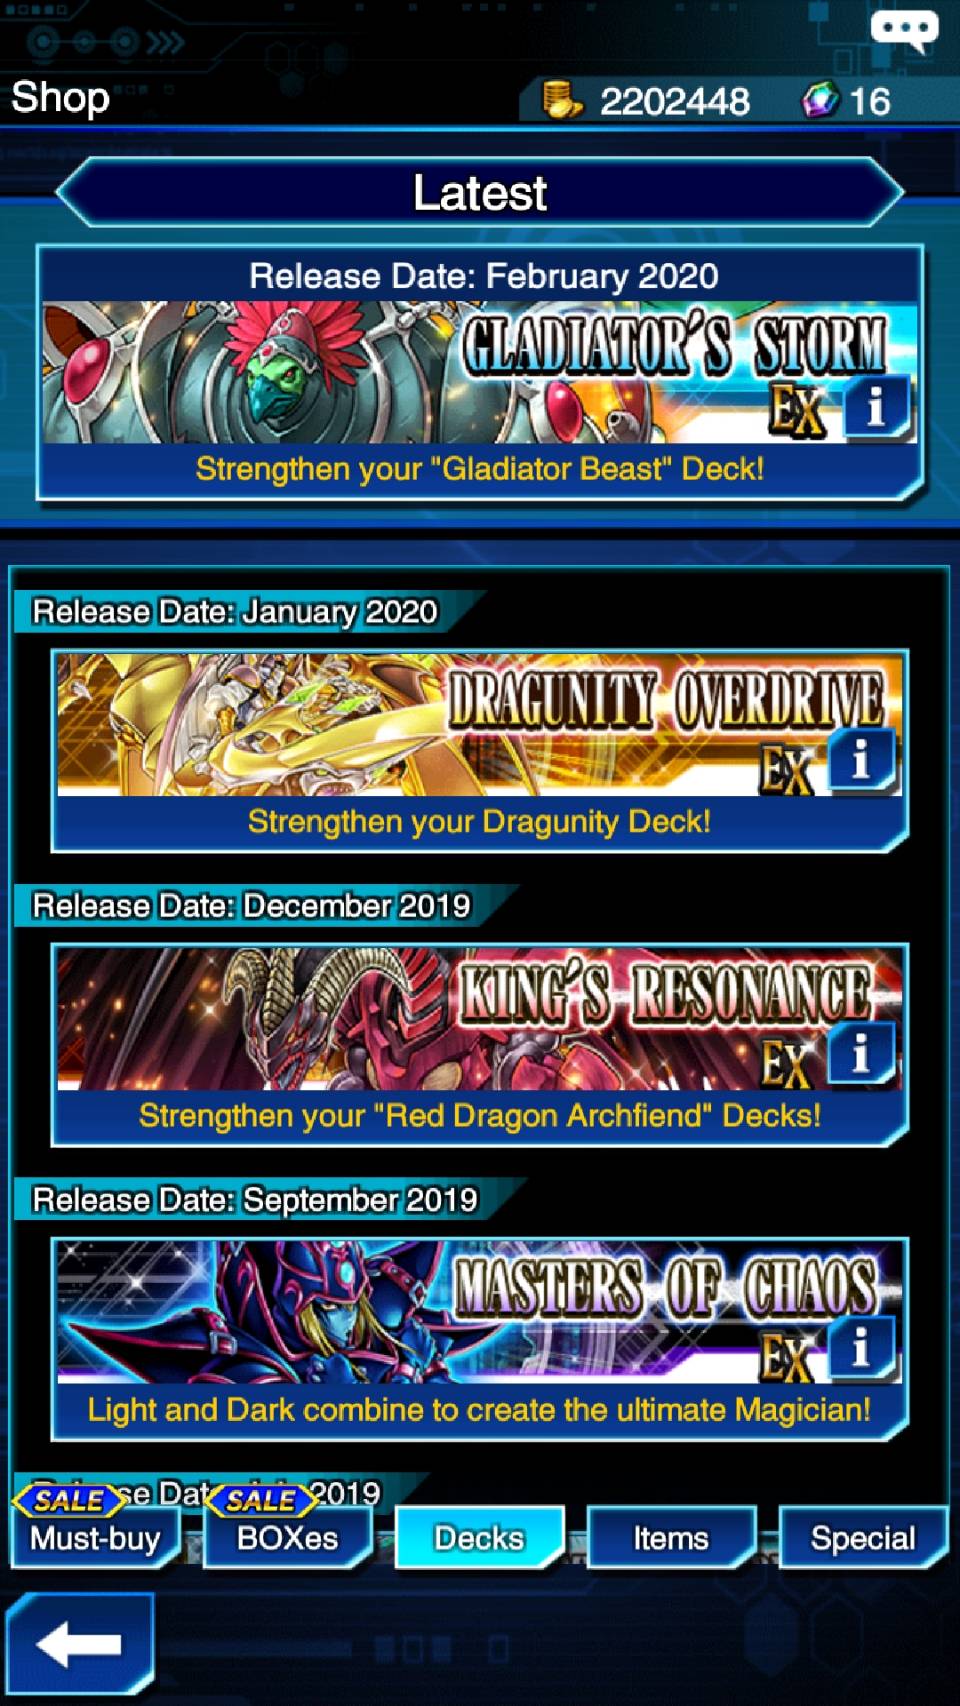 Shop
2202448
16
Latest
Release Date: February 2020
GLADIATOR'S STORM
EX
i
Strengthen your "Gladiator Beast" Deck!
Release Date: January 2020
DRAGUNITY OVERDRIVE
EX
i
Strengthen your Dragunity Deck!
Release Date: December 2019
KING'S RESONANCE
EX
i
Strengthen your "Red Dragon Archfiend" Decks!
Release Date: September 2019
MASTERS OF CHAOS
EX
i
Light and Dark combine to create the ultimate Magician!
2019
SALE
SALE
Must-buy
BOXes
Decks
Items
Special